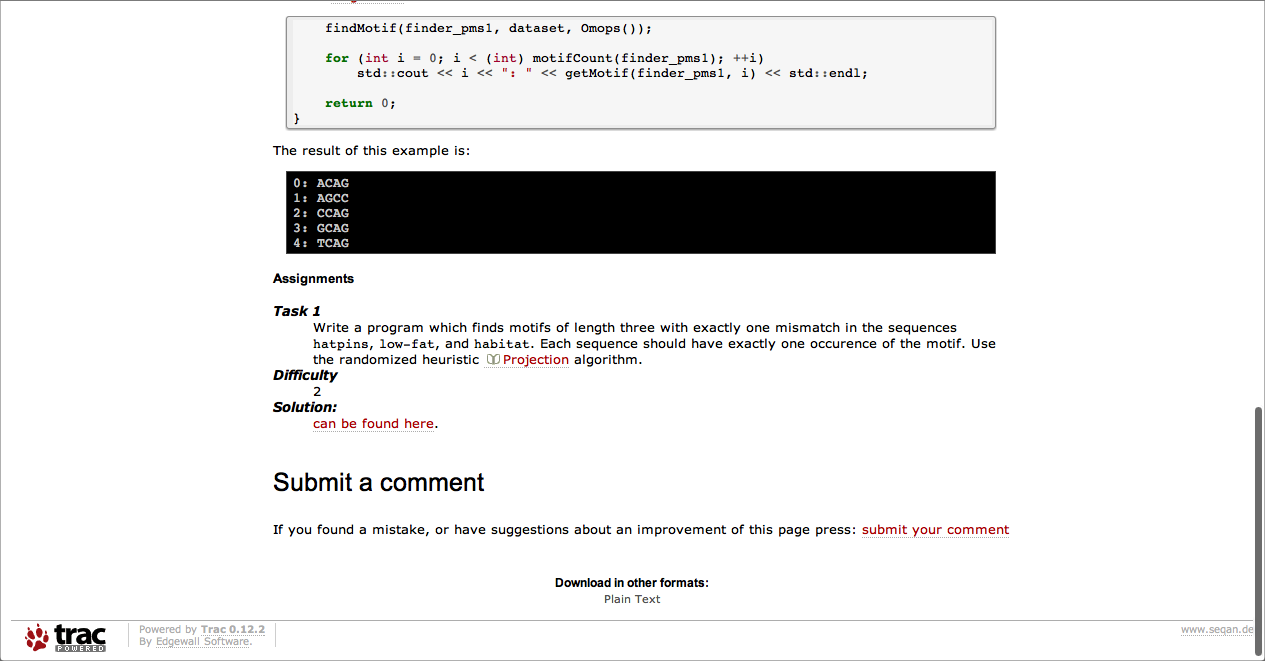 findMotif(finder_pms1, dataset, Omops());
for (int i = 0; i < (int) motifCount(finder_pms1); ++i)
std::cout << i << ": " << getMotif(finder_pms1, i) << std::endl;
return 0;
}
The result of this example is:
0: ACAG
1: AGCC
2: CCAG
3: GCAG
4: TCAG
Assignments
Task 1
Write a program which finds motifs of length three with exactly one mismatch in the sequences
hatpins, low-fat, and habitat. Each sequence should have exactly one occurence of the motif. Use
the randomized heuristic Projection algorithm.
Difficulty
2
Solution:
can be found here.
Submit a comment
If you found a mistake, or have suggestions about an improvement of this page press: submit your comment
Download in other formats:
Plain Text
trac
POWERED
Powered by Trac 0.12.2
By Edgewall Software.
www.seqan.de